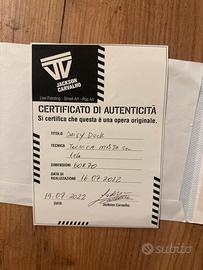 JACKSON
CARVALHO
Live Painting - Street Art - Pop Art
CERTIFICATO DI AUTENTICITÀ
Si certifica che questa è una opera originale.
TITOLO Daisy Duck
TECNICA Tecnica mista su
tela
DIMENSIONI 60x70
DATA DI
REALIZZAZIONE 16.07.2022
19.07.2022
DATA
Jackson Carvalho
subito